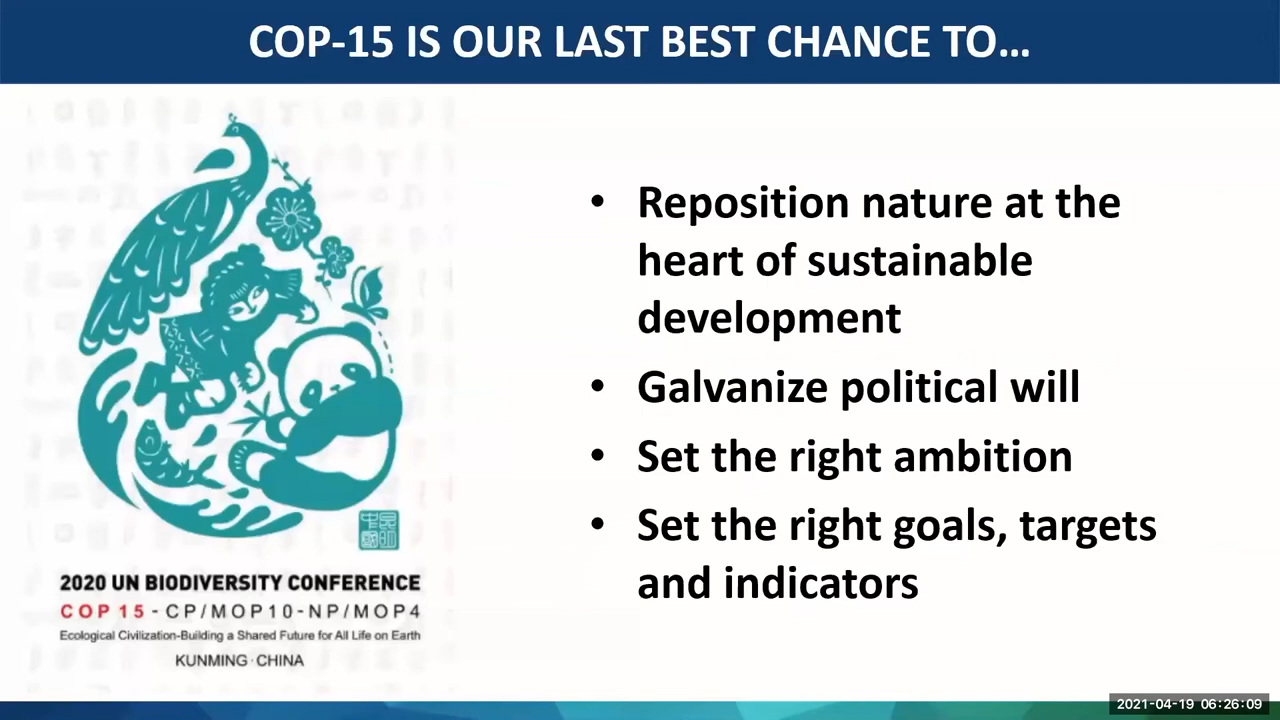 COP-15 IS OUR LAST BEST CHANCE TO…
• Reposition nature at the
heart of sustainable
development
• Galvanize political will
• Set the right ambition
• Set the right goals, targets
and indicators
2020 UN BIODIVERSITY CONFERENCE
COP 15 - CP/MOP10-NP/MOP4
Ecological Civilization-Building a Shared Future for All Life on Earth
KUNMING·CHINA
2021-04-19 06:26:09